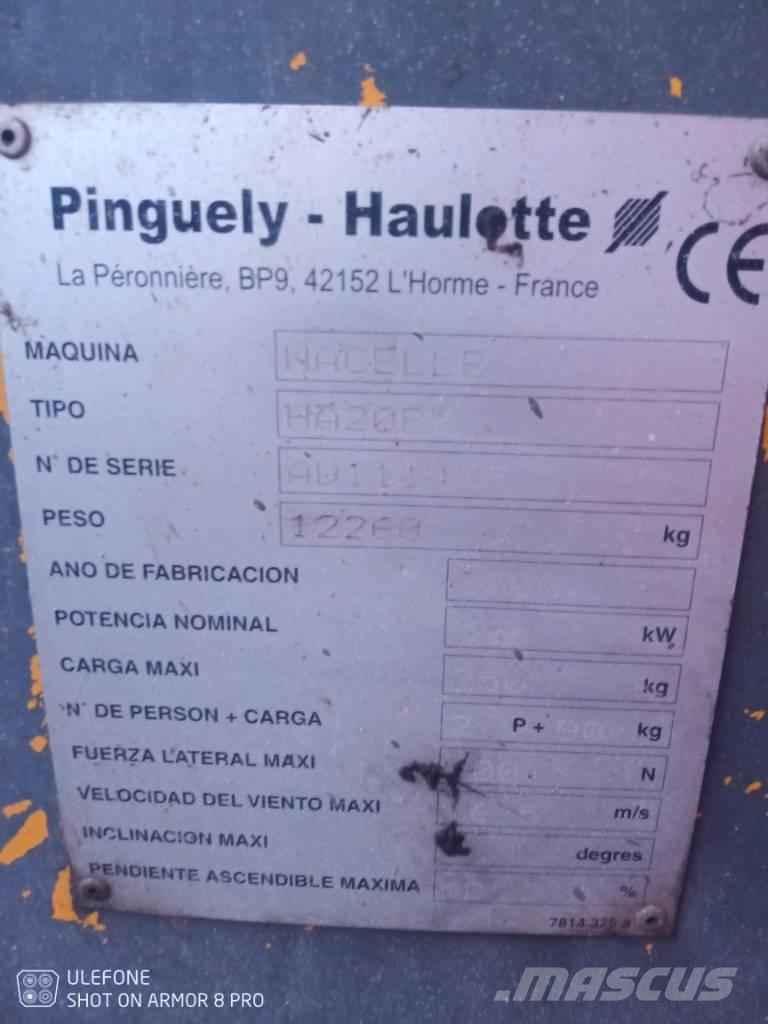 Pinguely - Haulotte
CE
La Péronnière, BP9, 42152 L'Horme - France
MAQUINA NACELLE
TIPO
N° DE SERIE
PESO 12260 kg
ANO DE FABRICACION
POTENCIA NOMINAL kW
CARGA MAXI kg
N° DE PERSON + CARGA 2 P + kg
FUERZA LATERAL MAXI N
VELOCIDAD DEL VIENTO MAXI m/s
INCLINACION MAXI degres
PENDIENTE ASCENDIBLE MAXIMA %
7814 325 a
ULEFONE
SHOT ON ARMOR 8 PRO
MASCUS